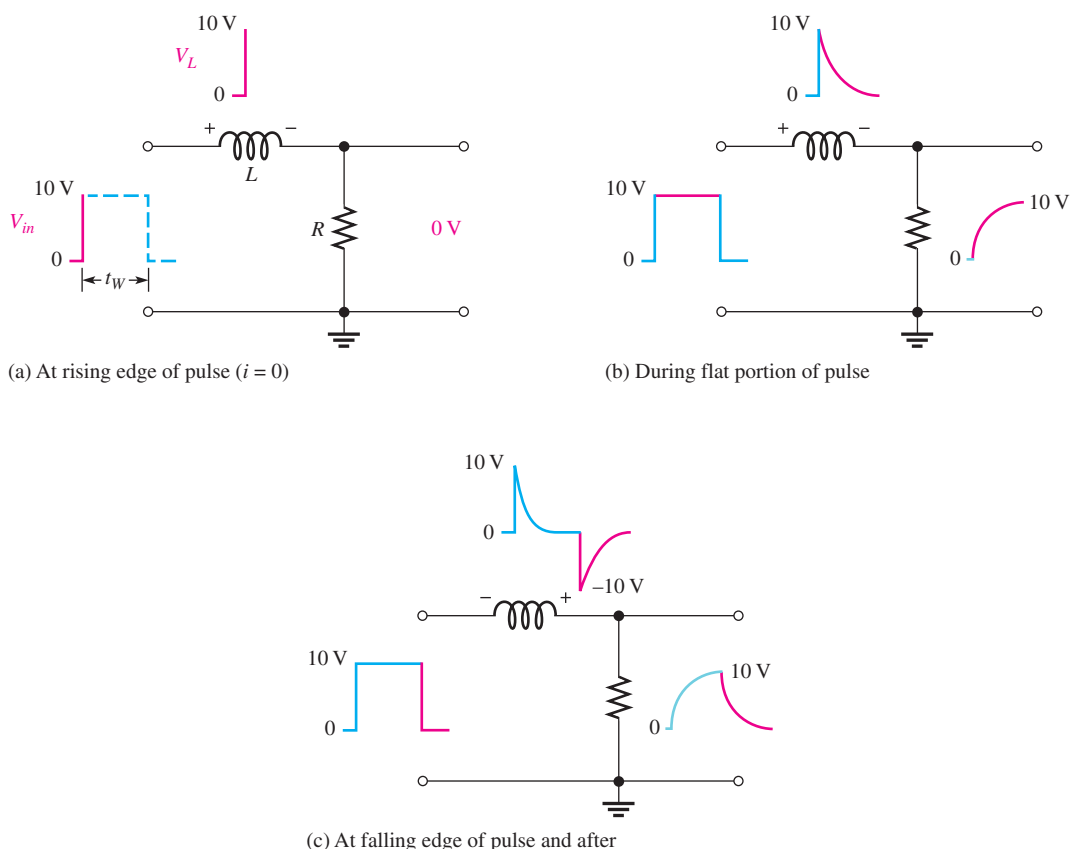 10 V
V_L
0
+ −
L
10 V
V_in
0
t_W
R
0 V
(a) At rising edge of pulse (i = 0)
10 V
0
+ −
10 V
0
10 V
0
(b) During flat portion of pulse
10 V
0
–10 V
− +
10 V
0
10 V
0
(c) At falling edge of pulse and after